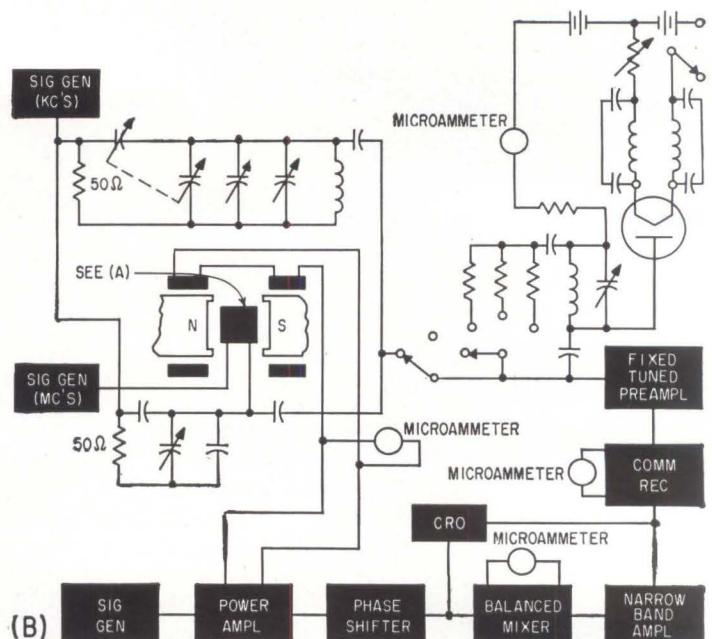 SIG GEN
(KC'S)
MICROAMMETER
50Ω
SEE (A)
N
S
SIG GEN
(MC'S)
50Ω
MICROAMMETER
FIXED
TUNED
PREAMPL
MICROAMMETER
COMM
REC
CRO
MICROAMMETER
(B)
SIG
GEN
POWER
AMPL
PHASE
SHIFTER
BALANCED
MIXER
NARROW
BAND
AMPL